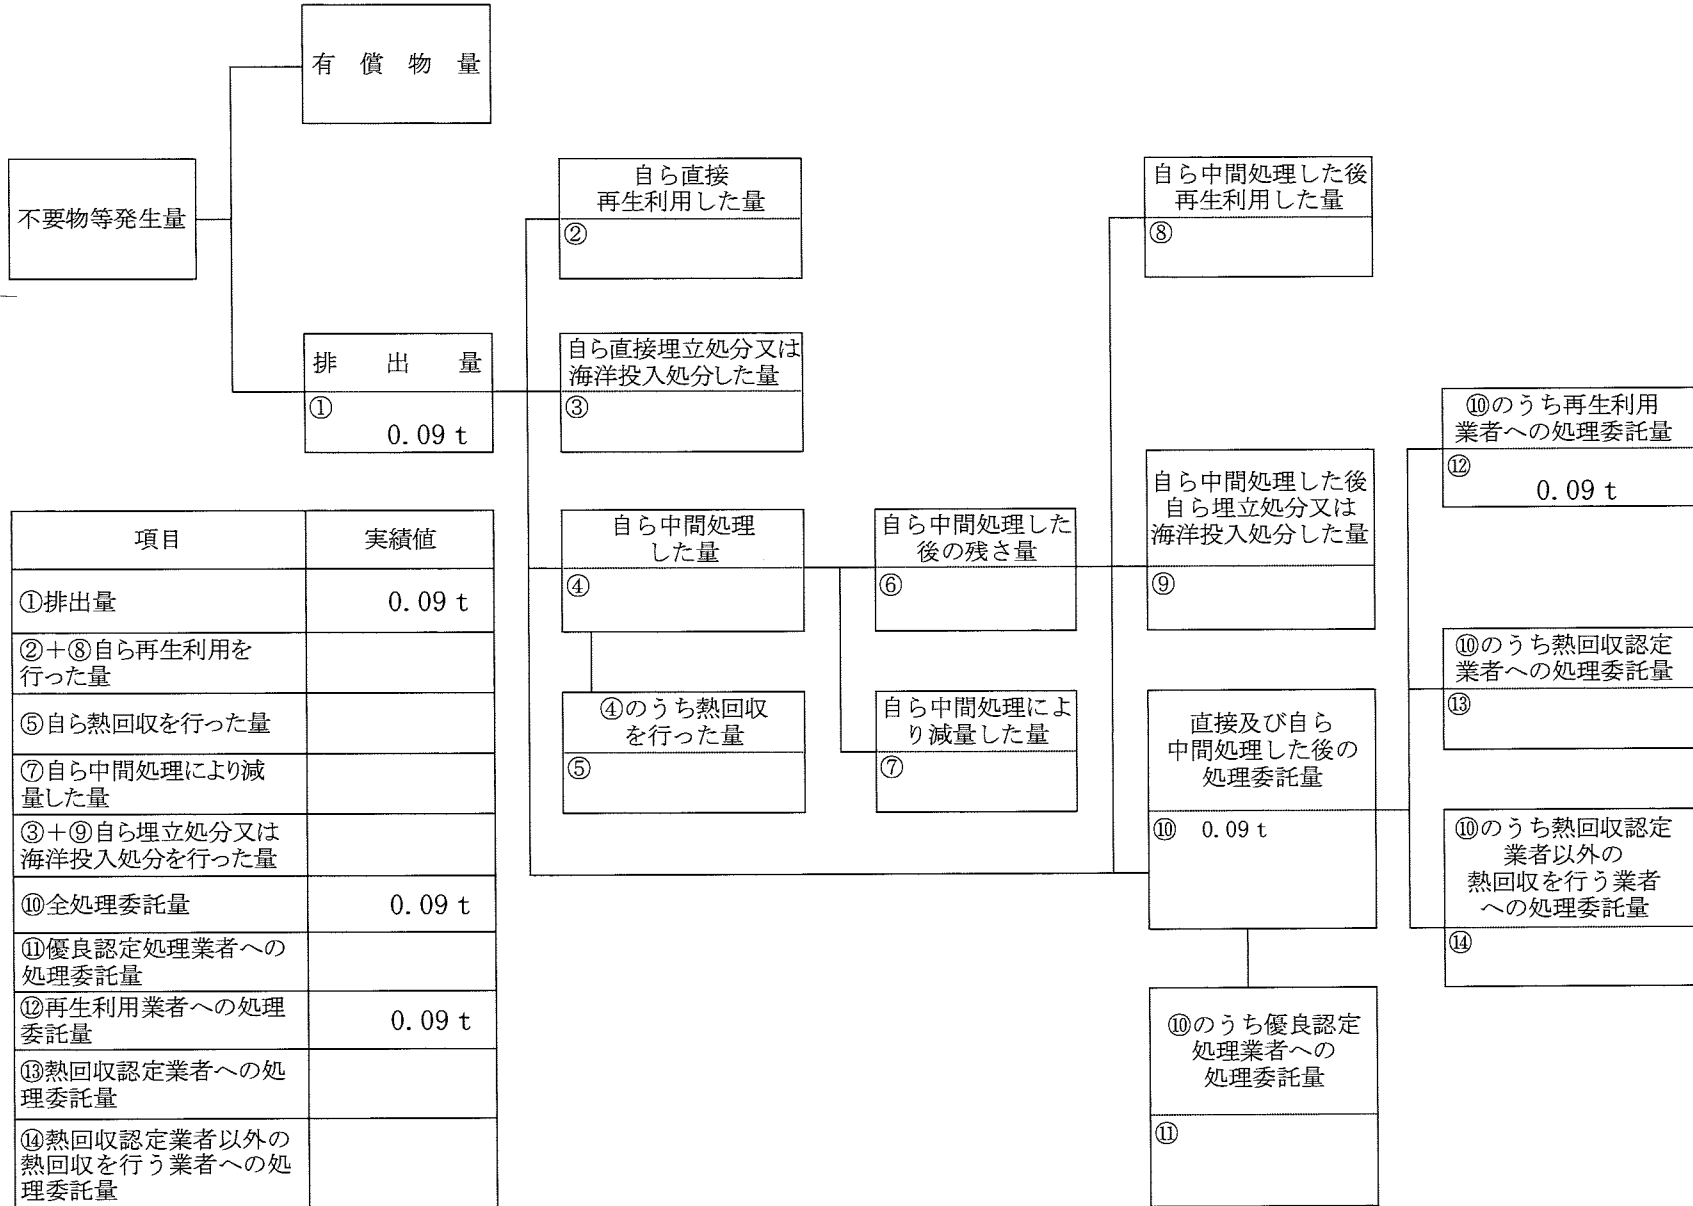 有 償 物 量
不要物等発生量
自ら直接
再生利用した量
②
自ら中間処理した後
再生利用した量
⑧
排 出 量
①
0.09 t
自ら直接埋立処分又は
海洋投入処分した量
③
⑩のうち再生利用
業者への処理委託量
⑫
0.09 t
自ら中間処理
した量
④
自ら中間処理した
後の残さ量
⑥
自ら中間処理した後
自ら埋立処分又は
海洋投入処分した量
⑨
⑩のうち熱回収認定
業者への処理委託量
⑬
④のうち熱回収
を行った量
⑤
自ら中間処理によ
り減量した量
⑦
直接及び自ら
中間処理した後の
処理委託量
⑩ 0.09 t
⑩のうち熱回収認定
業者以外の
熱回収を行う業者
への処理委託量
⑭
⑩のうち優良認定
処理業者への
処理委託量
⑪
項目 実績値
①排出量 0.09 t
②+⑧自ら再生利用を
行った量
⑤自ら熱回収を行った量
⑦自ら中間処理により減
量した量
③+⑨自ら埋立処分又は
海洋投入処分を行った量
⑩全処理委託量 0.09 t
⑪優良認定処理業者への
処理委託量
⑫再生利用業者への処理
委託量 0.09 t
⑬熱回収認定業者への処
理委託量
⑭熱回収認定業者以外の
熱回収を行う業者への処
理委託量